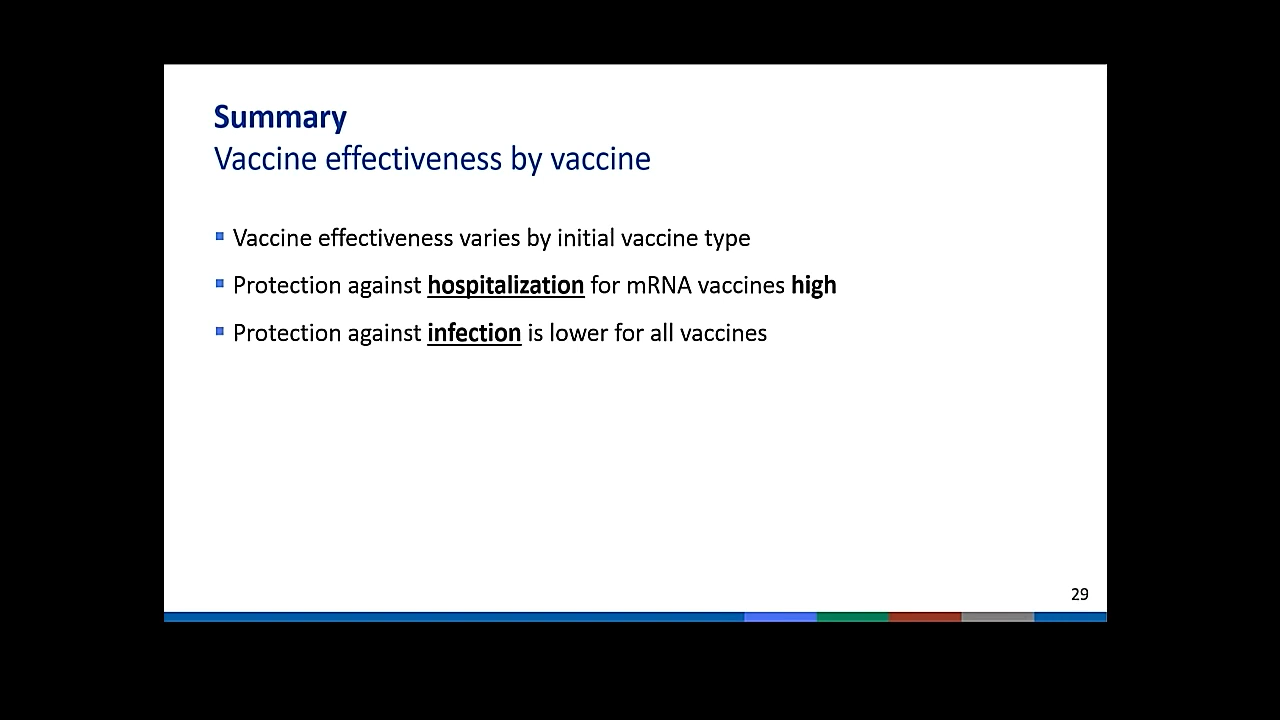 Summary
Vaccine effectiveness by vaccine
Vaccine effectiveness varies by initial vaccine type
Protection against hospitalization for mRNA vaccines high
Protection against infection is lower for all vaccines
29